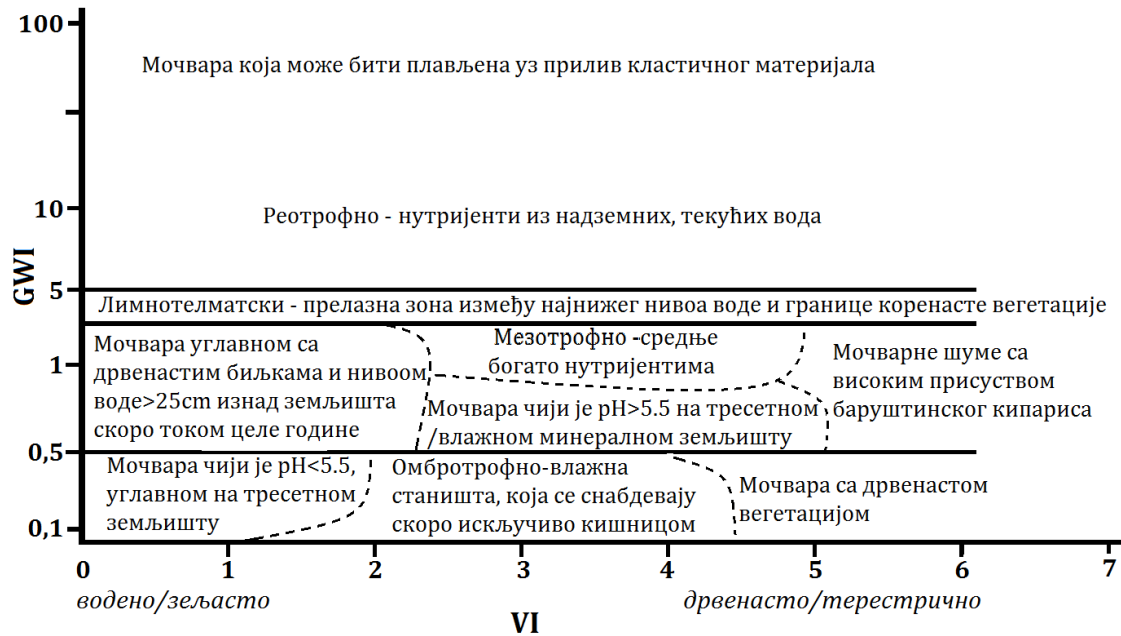 100
Мочвара која може бити плављена уз прилив кластичног материјала
10
Реотрофно - нутријенти из надземних, текућих вода
GWI
5
Лимнотелматски - прелазна зона између најнижег нивоа воде и границе коренасте вегетације
Мочвара углавном са
дрвенастим биљкама и нивоом
воде>25cm изнад земљишта
скоро током целе године
Мезотрофно -средње
богато нутријентима
Мочварне шуме са
високим присуством
баруштинског кипариса
1
Мочвара чији је pH>5.5 на тресетном
/влажном минералном земљишту
0,5
Мочвара чији је pH<5.5,
углавном на тресетном
земљишту
Омбротрофно-влажна
станишта, која се снабдевају
скоро искључиво кишницом
Мочвара са дрвенастом
вегетацијом
0,1
0 1 2 3 4 5 6 7
водено/зељасто
дрвенасто/терестрично
VI